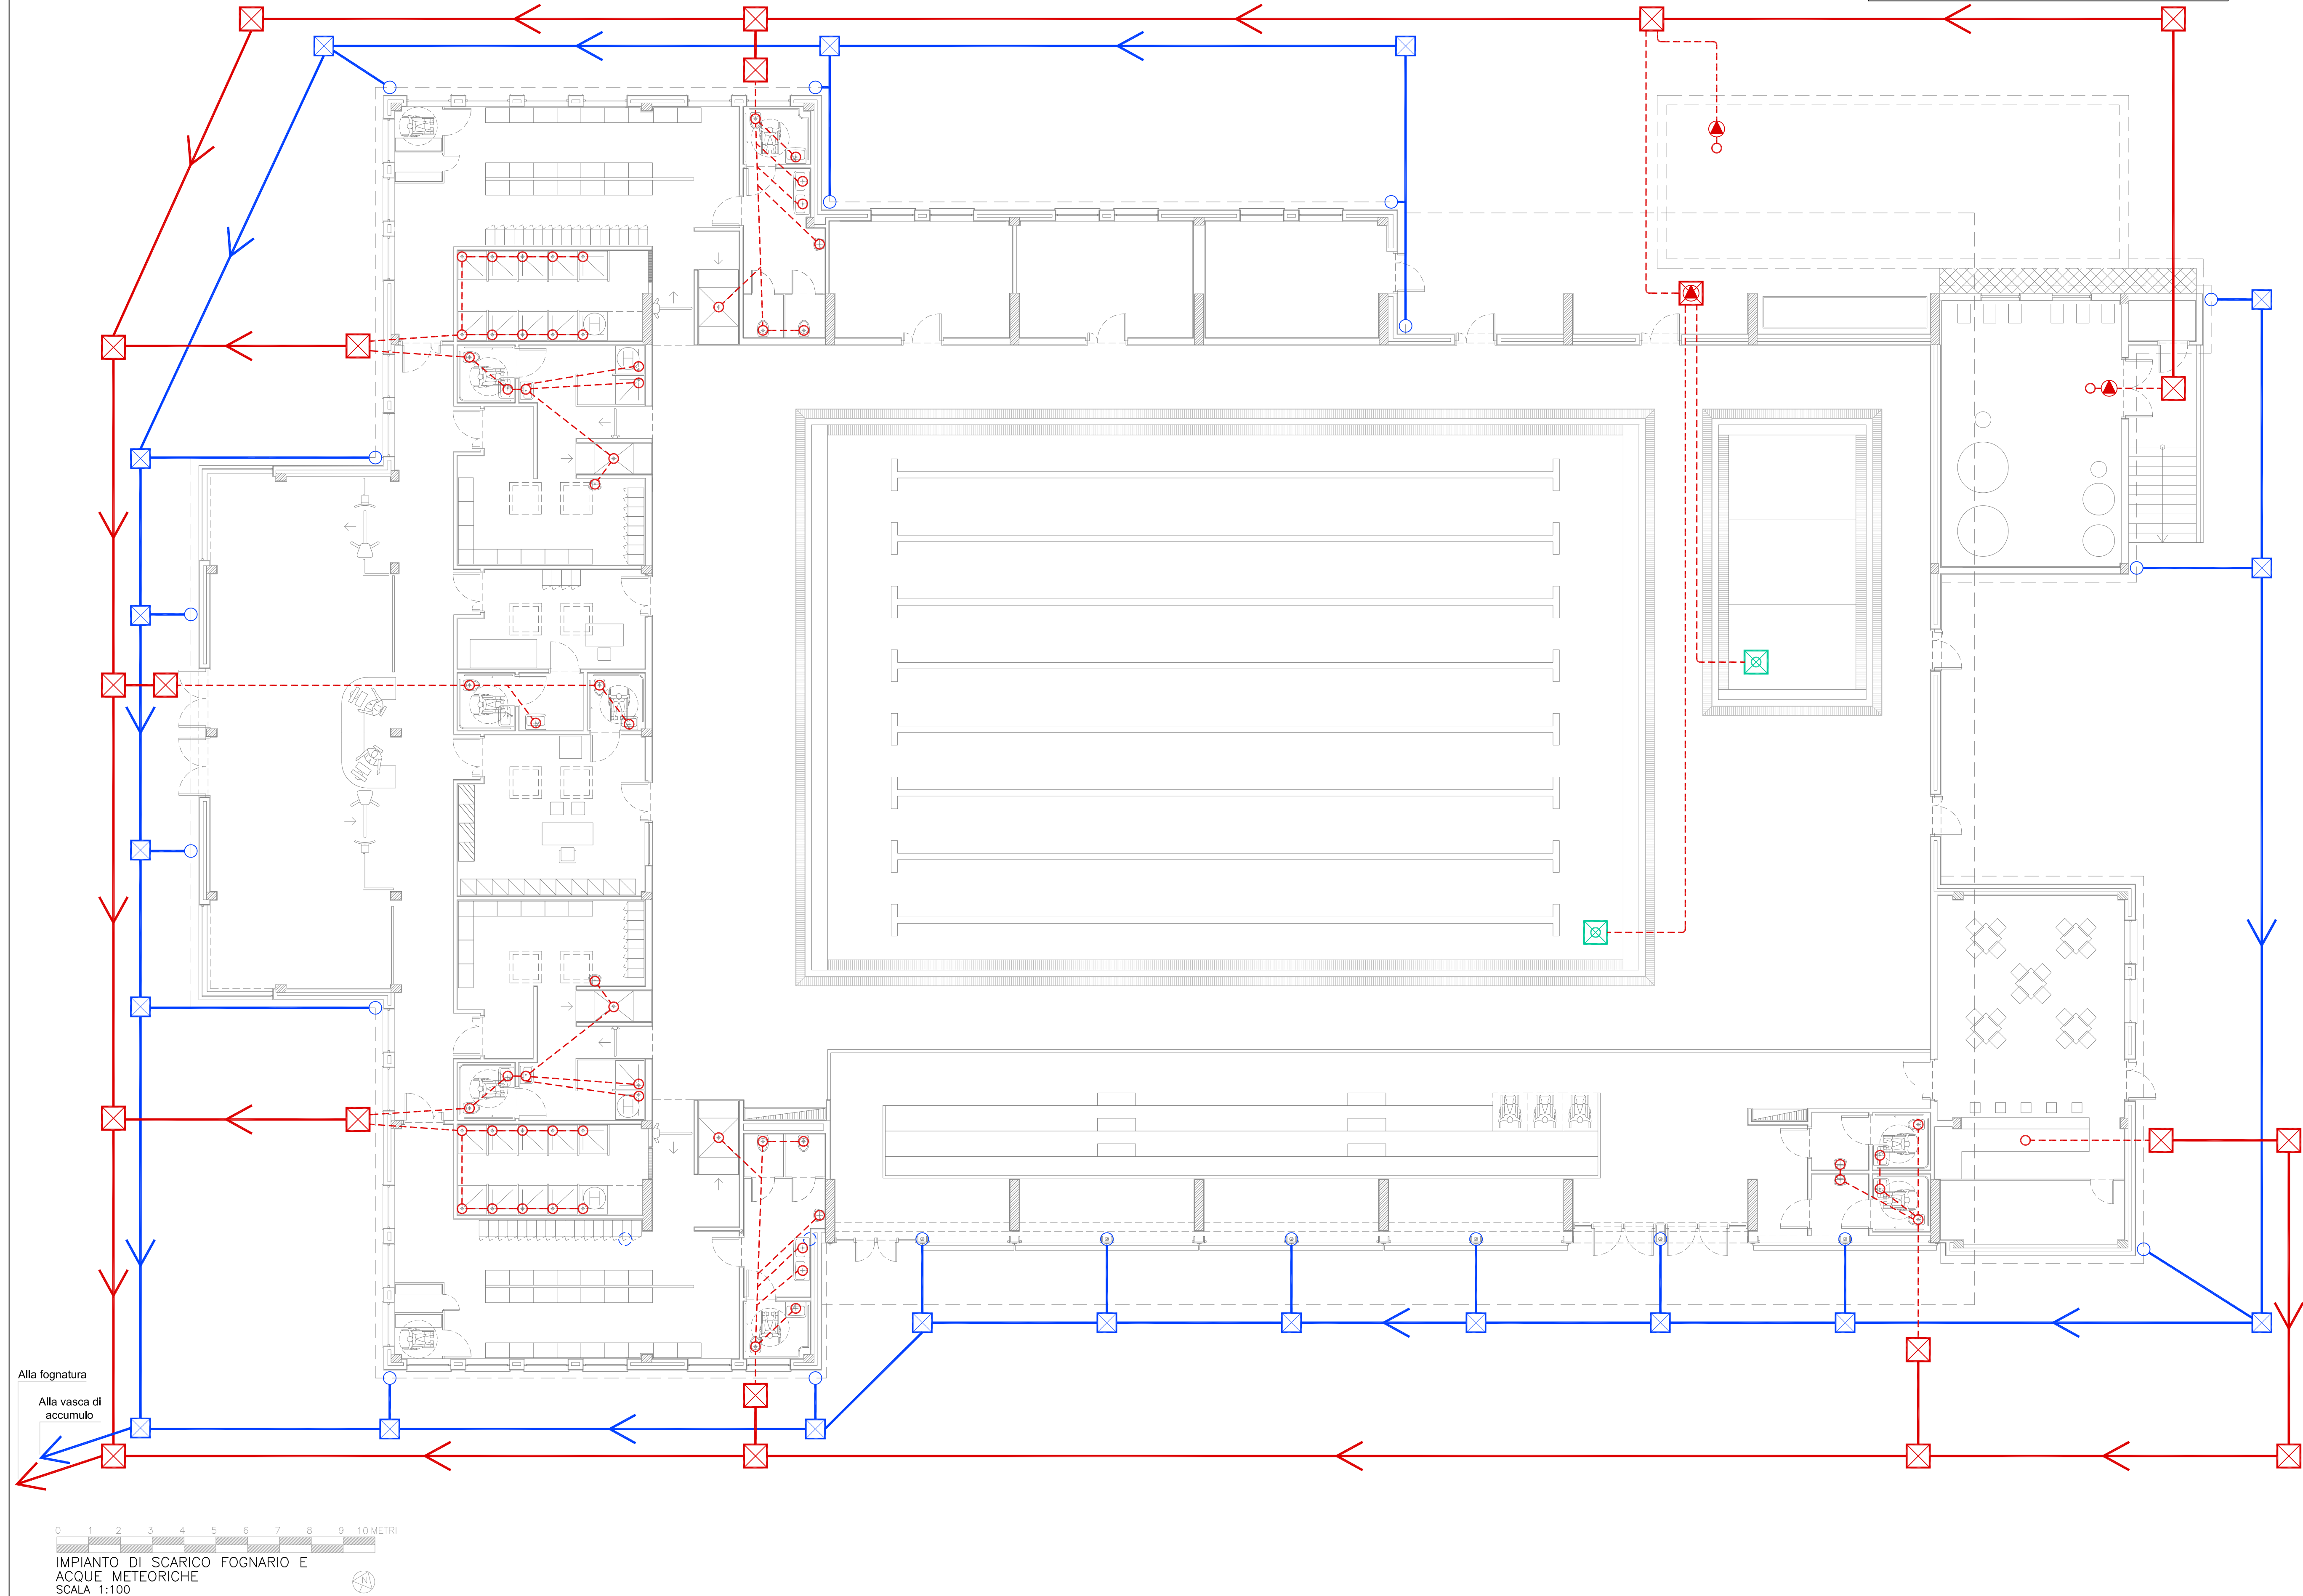 Alla fognatura
Alla vasca di
accumulo
0 1 2 3 4 5 6 7 8 9 10 METRI
IMPIANTO DI SCARICO FOGNARIO E
ACQUE METEORICHE
SCALA 1:100
N
H
H
H
H